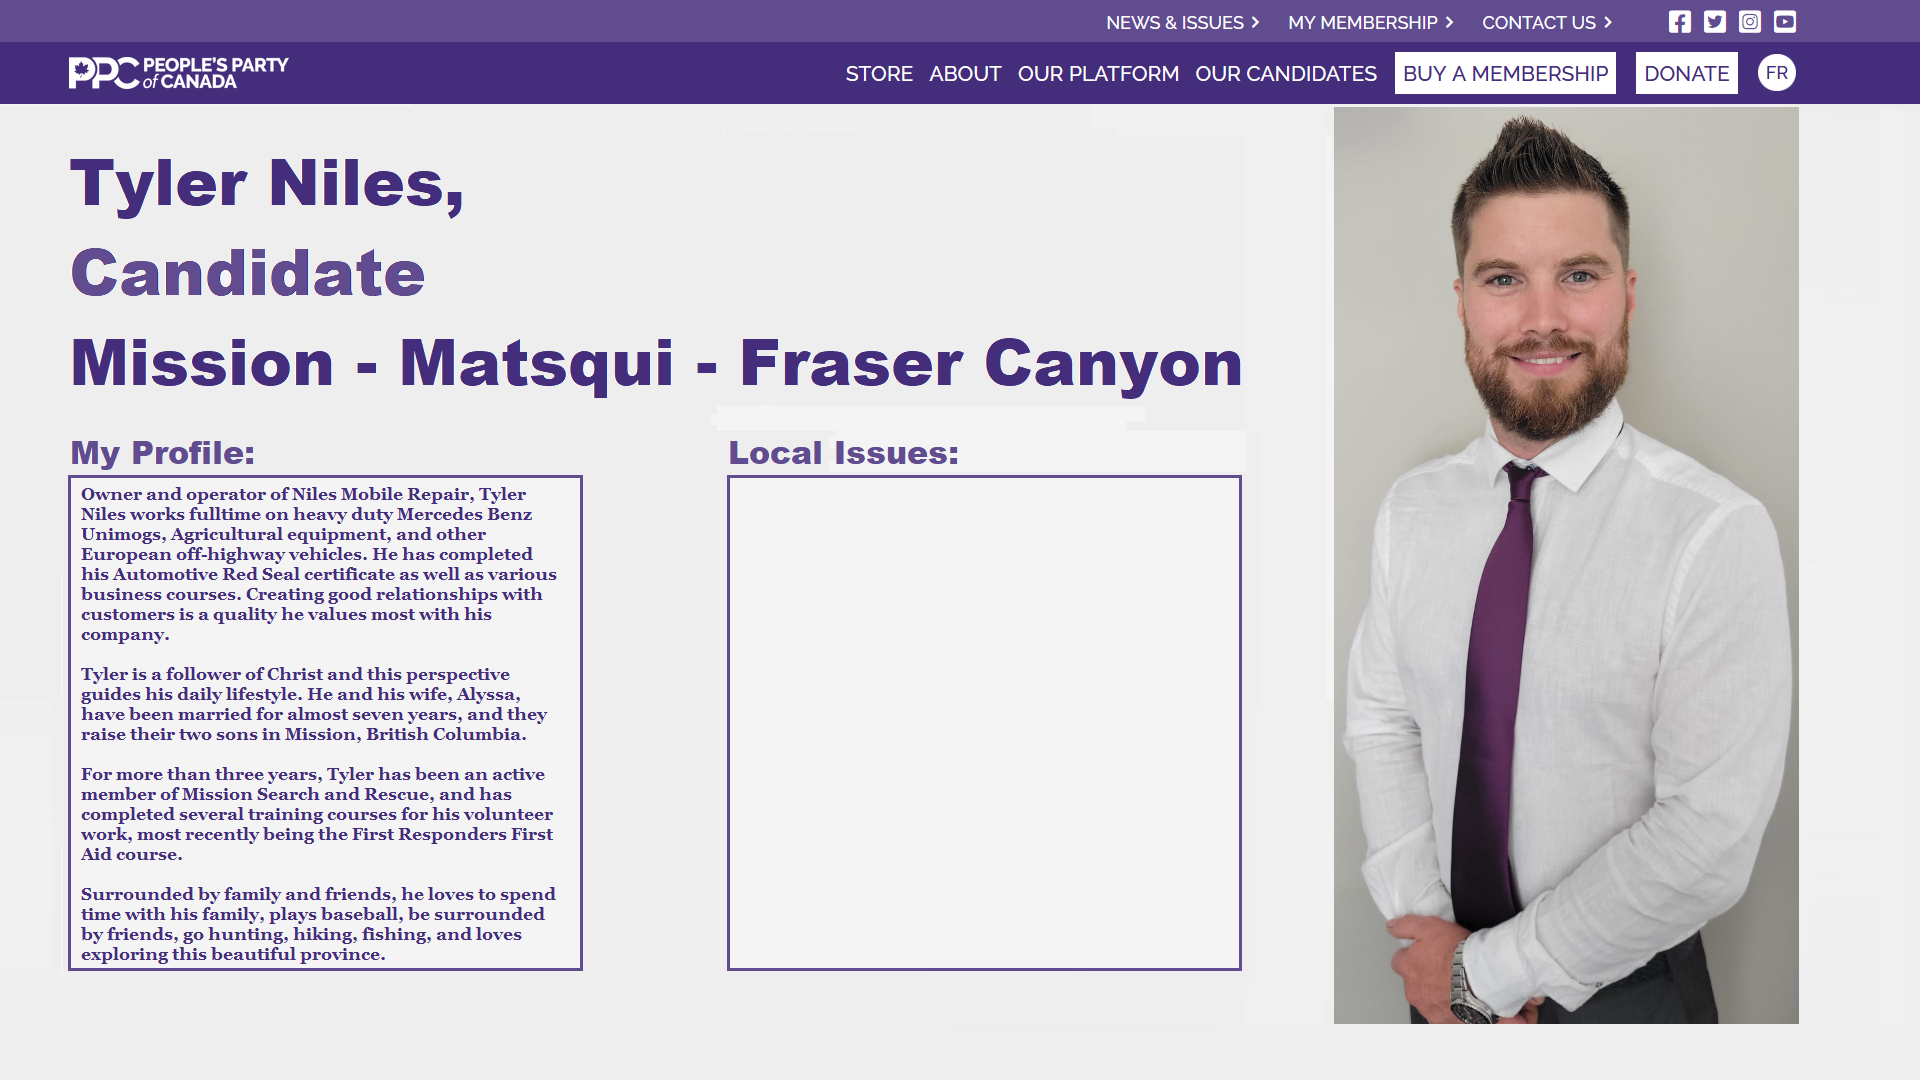 NEWS & ISSUES
MY MEMBERSHIP
CONTACT US
PPC PEOPLE'S PARTY
of CANADA
STORE
ABOUT
OUR PLATFORM
OUR CANDIDATES
BUY A MEMBERSHIP
DONATE
FR
Tyler Niles,
Candidate
Mission - Matsqui - Fraser Canyon
My Profile:
Owner and operator of Niles Mobile Repair, Tyler
Niles works fulltime on heavy duty Mercedes Benz
Unimogs, Agricultural equipment, and other
European off-highway vehicles. He has completed
his Automotive Red Seal certificate as well as various
business courses. Creating good relationships with
customers is a quality he values most with his
company.
Tyler is a follower of Christ and this perspective
guides his daily lifestyle. He and his wife, Alyssa,
have been married for almost seven years, and they
raise their two sons in Mission, British Columbia.
For more than three years, Tyler has been an active
member of Mission Search and Rescue, and has
completed several training courses for his volunteer
work, most recently being the First Responders First
Aid course.
Surrounded by family and friends, he loves to spend
time with his family, plays baseball, be surrounded
by friends, go hunting, hiking, fishing, and loves
exploring this beautiful province.
Local Issues: